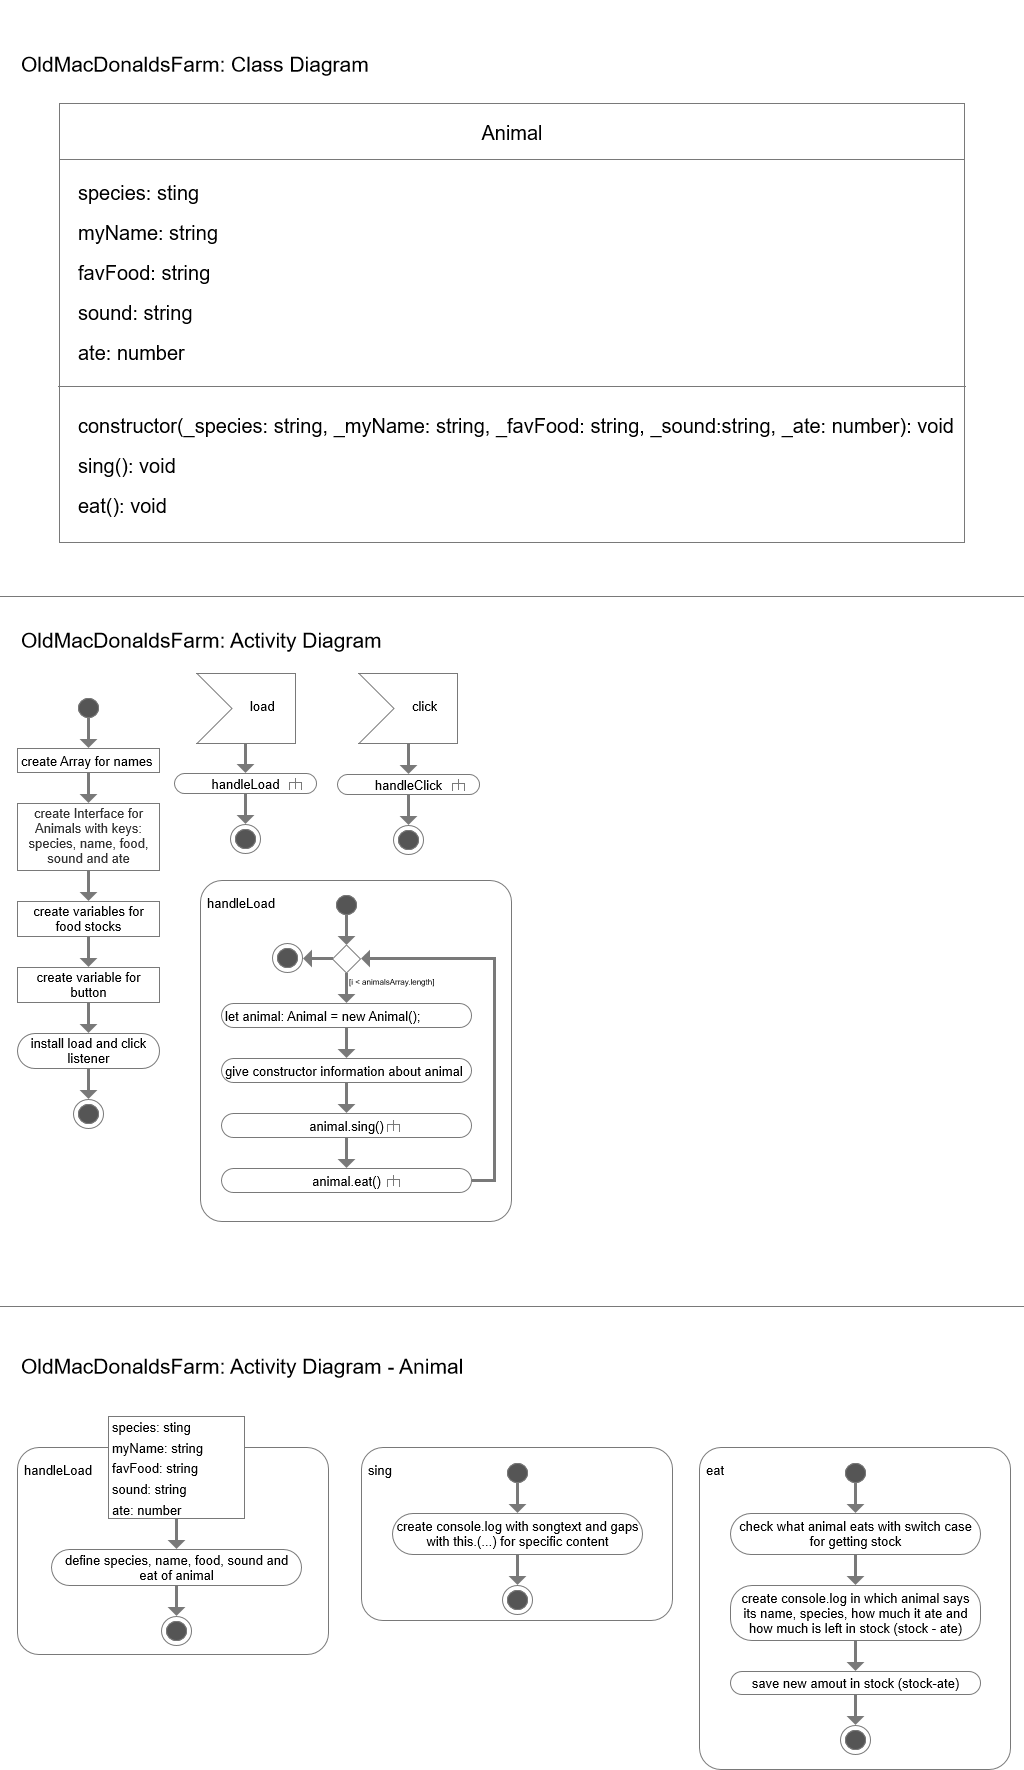 OldMacDonaldsFarm: Class Diagram
Animal
species: sting
myName: string
favFood: string
sound: string
ate: number
constructor(_species: string, _myName: string, _favFood: string, _sound:string, _ate: number): void
sing(): void
eat(): void
OldMacDonaldsFarm: Activity Diagram
create Array for names
create Interface for
Animals with keys:
species, name, food,
sound and ate
create variables for
food stocks
create variable for
button
install load and click
listener
load
handleLoad
click
handleClick
handleLoad
[i < animalsArray.length]
let animal: Animal = new Animal();
give constructor information about animal
animal.sing()
animal.eat()
OldMacDonaldsFarm: Activity Diagram - Animal
handleLoad
species: sting
myName: string
favFood: string
sound: string
ate: number
define species, name, food, sound and
eat of animal
sing
create console.log with songtext and gaps
with this.(...) for specific content
eat
check what animal eats with switch case
for getting stock
create console.log in which animal says
its name, species, how much it ate and
how much is left in stock (stock - ate)
save new amout in stock (stock-ate)